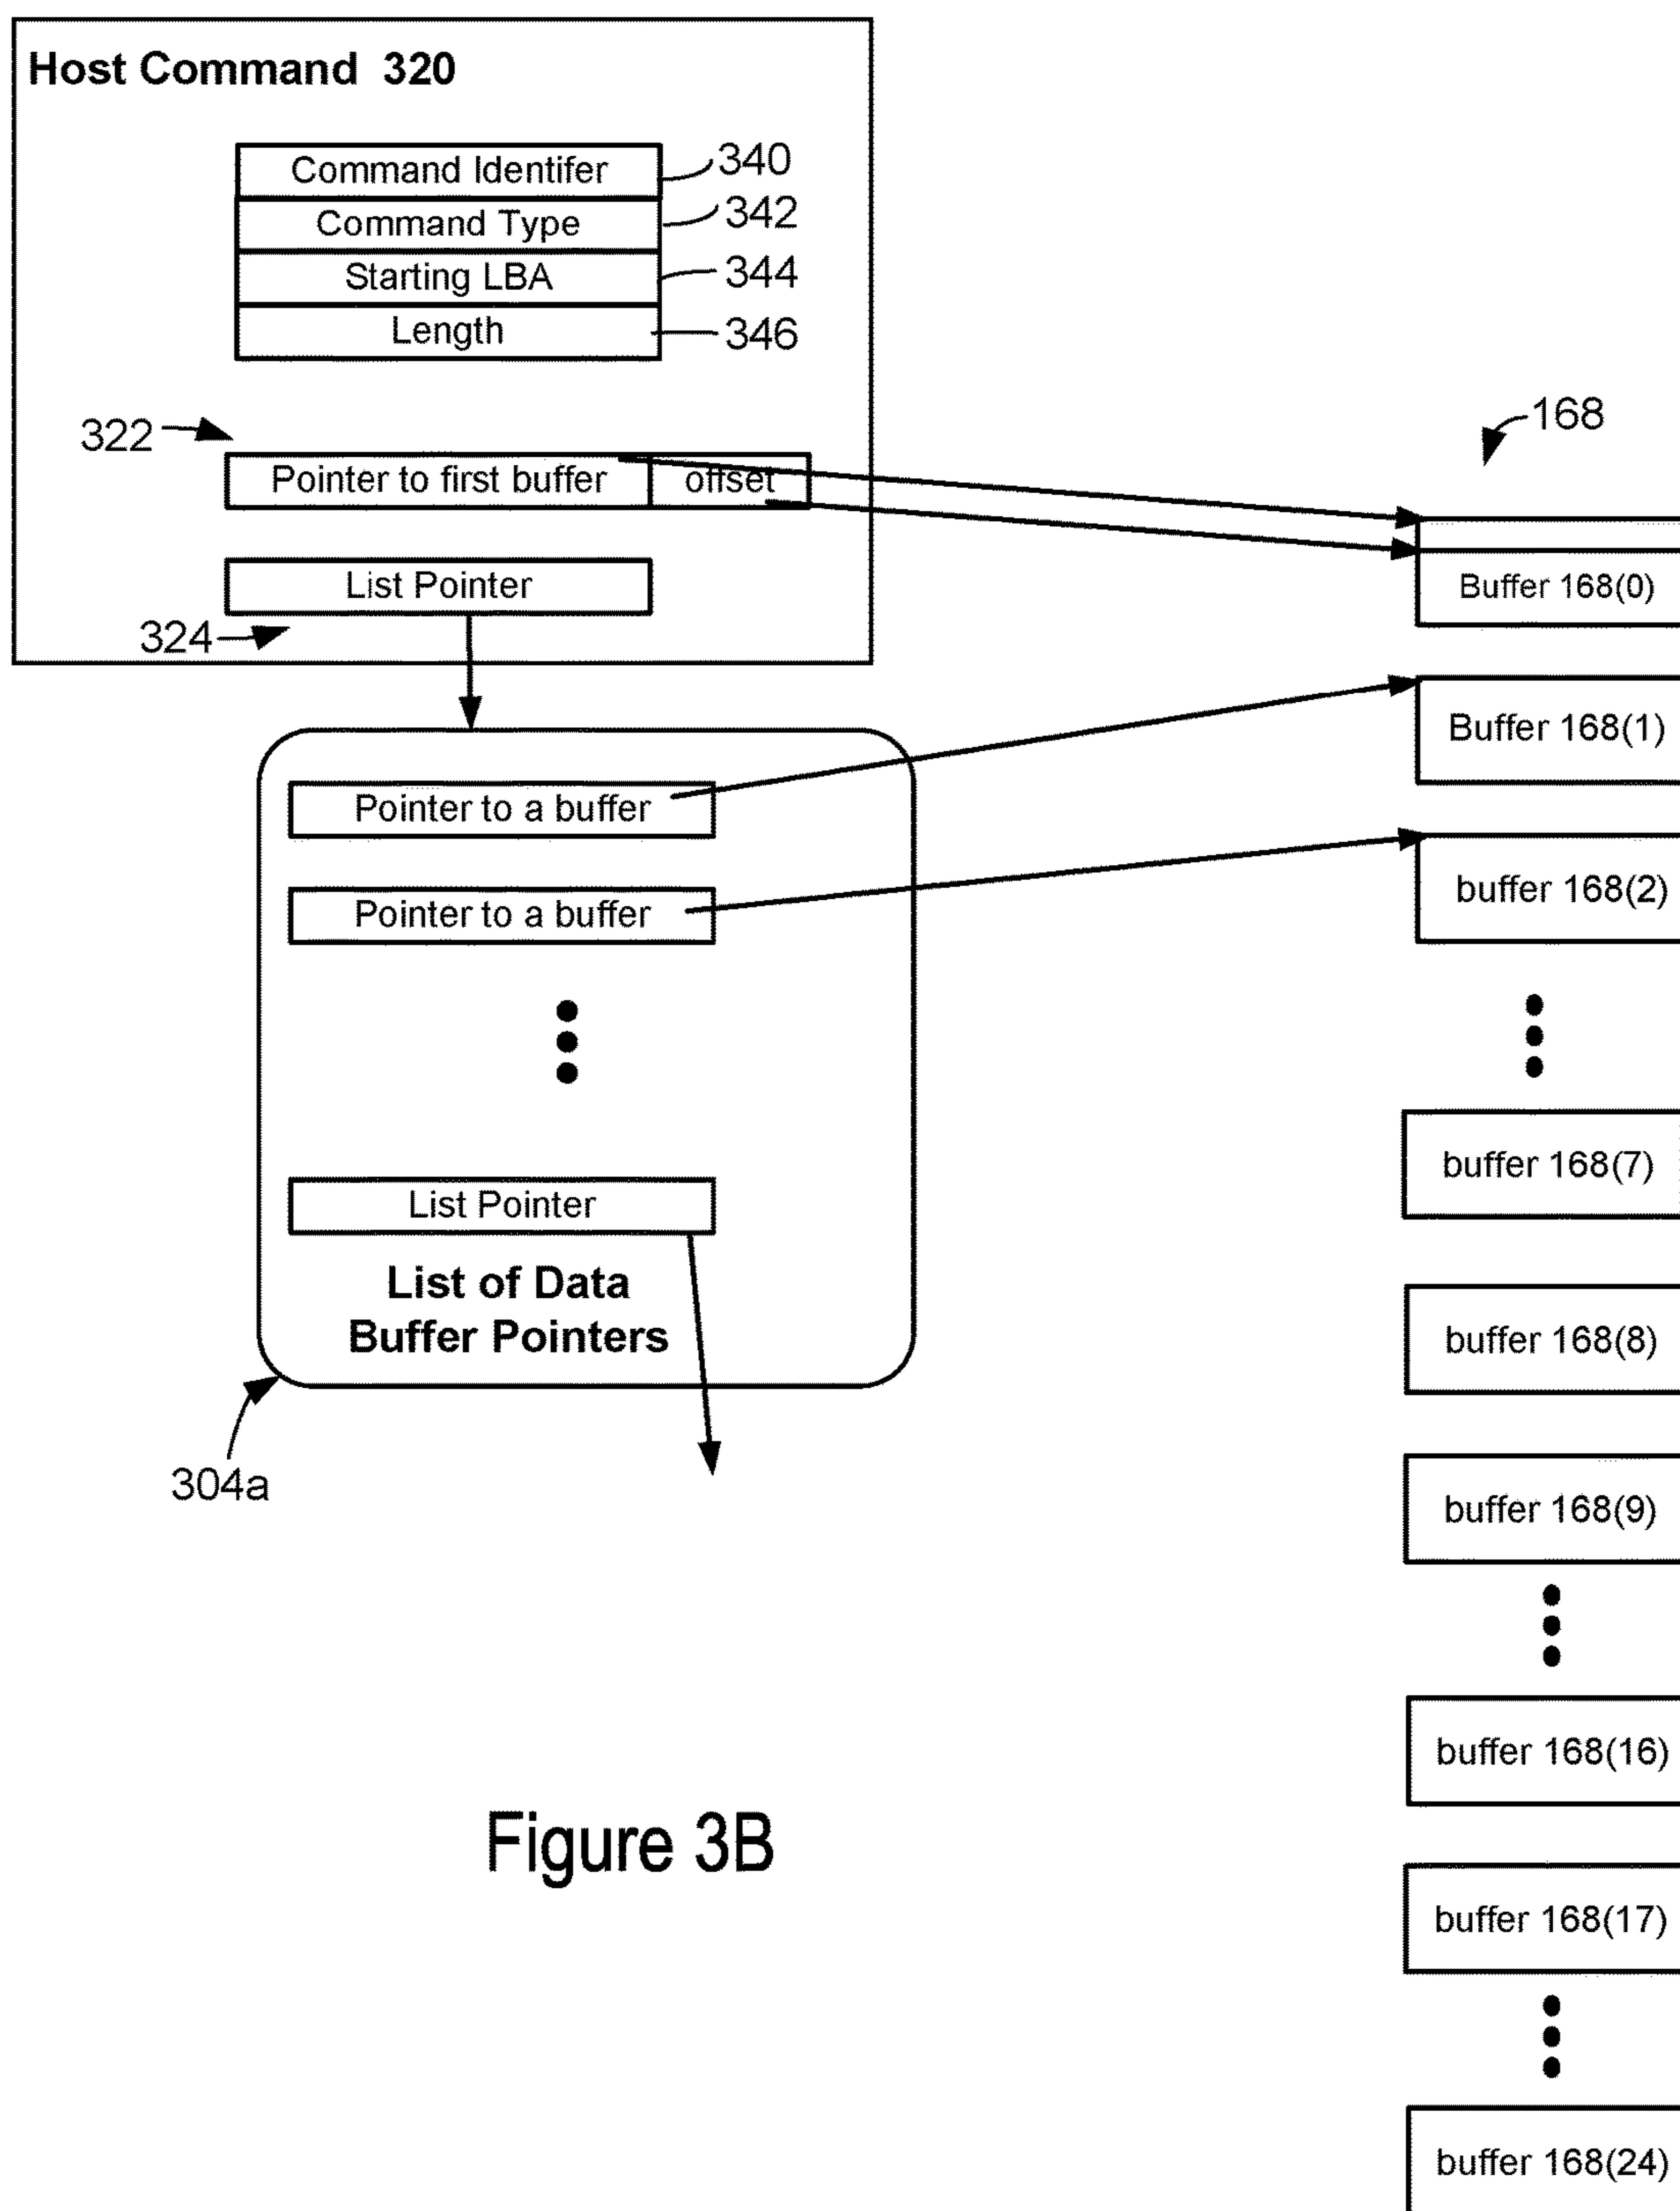 Host Command 320
Command Identifer
340
Command Type
342
Starting LBA
344
Length
346
322
Pointer to first buffer
offset
168
List Pointer
324
Buffer 168(0)
Buffer 168(1)
Pointer to a buffer
buffer 168(2)
Pointer to a buffer
buffer 168(7)
List Pointer
List of Data
Buffer Pointers
buffer 168(8)
304a
buffer 168(9)
buffer 168(16)
Figure 3B
buffer 168(17)
buffer 168(24)